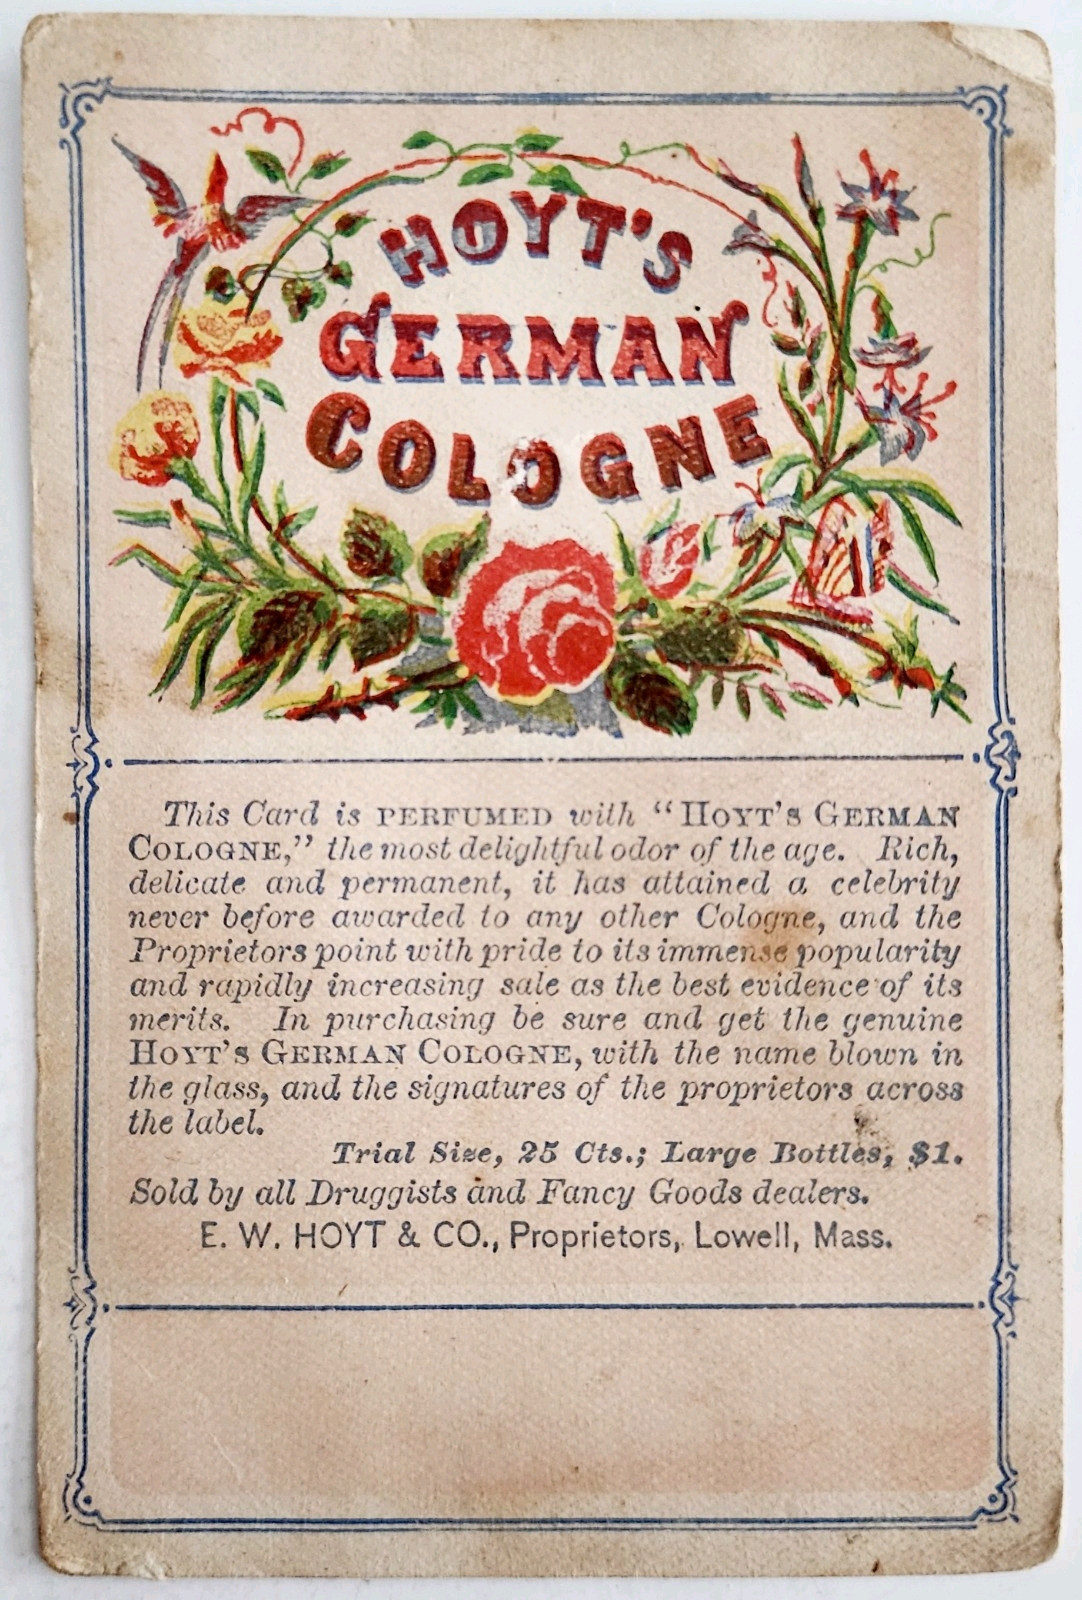 HOYT'S
GERMAN
COLOGNE
This Card is PERFUMED with "HOYT'S GERMAN
COLOGNE," the most delightful odor of the age. Rich,
delicate and permanent, it has attained a celebrity
never before awarded to any other Cologne, and the
Proprietors point with pride to its immense popularity
and rapidly increasing sale as the best evidence of its
merits. In purchasing be sure and get the genuine
HOYT'S GERMAN COLOGNE, with the name blown in
the glass, and the signatures of the proprietors across
the label.
Trial Size, 25 Cts.; Large Bottles, $1.
Sold by all Druggists and Fancy Goods dealers.
E. W. HOYT & CO., Proprietors, Lowell, Mass.